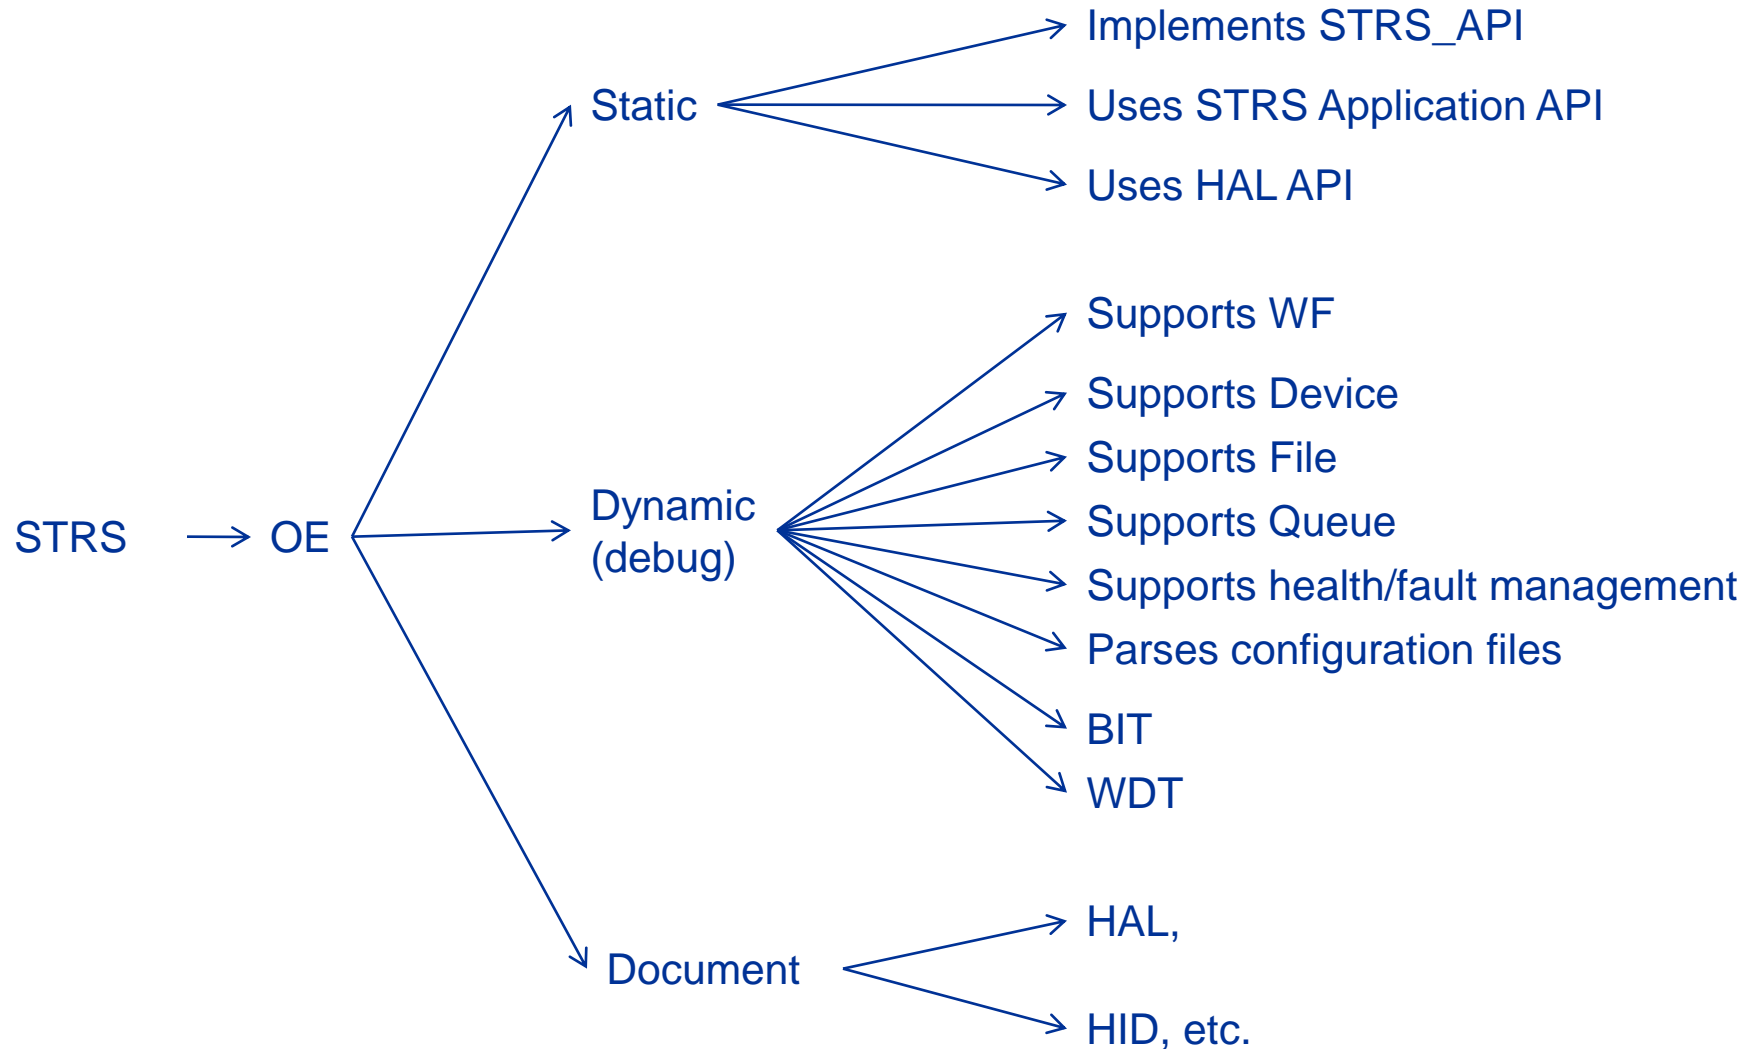 Implements STRS_API
Static
Uses STRS Application API
Uses HAL API
Supports WF
Supports Device
Supports File
Dynamic
(debug)
Supports Queue
STRS
OE
Supports health/fault management
Parses configuration files
BIT
WDT
HAL,
Document
HID, etc.